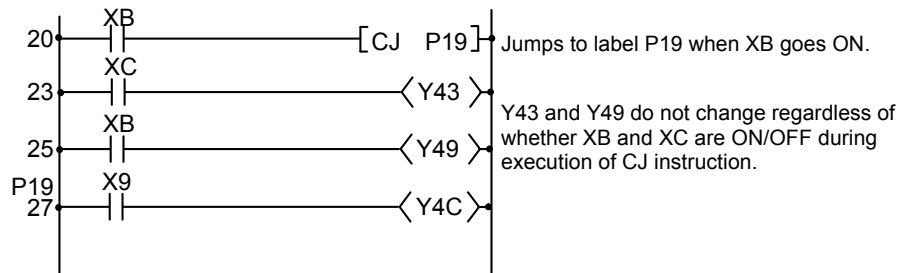 XB
20 [CJ P19] Jumps to label P19 when XB goes ON.
XC
23 Y43
Y43 and Y49 do not change regardless of
whether XB and XC are ON/OFF during
execution of CJ instruction.
XB
25 Y49
P19 X9
27 Y4C